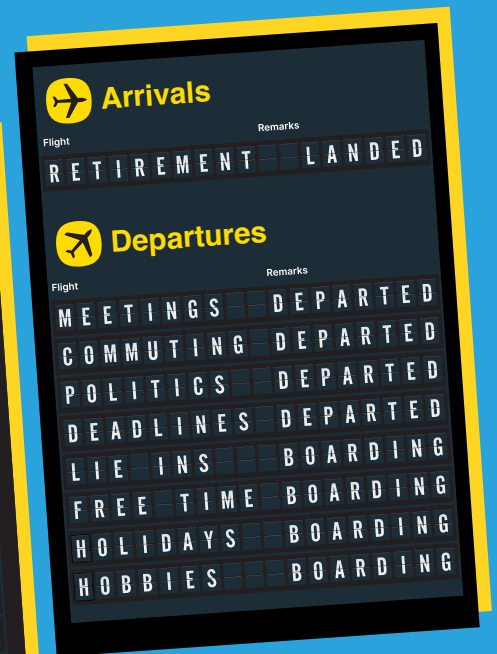 Arrivals
Flight Remarks
RETIREMENT LANDED
Departures
Flight Remarks
MEETINGS DEPARTED
COMMUTING DEPARTED
POLITICS DEPARTED
DEADLINES DEPARTED
LIE INS BOARDING
FREE TIME BOARDING
HOLIDAYS BOARDING
HOBBIES BOARDING